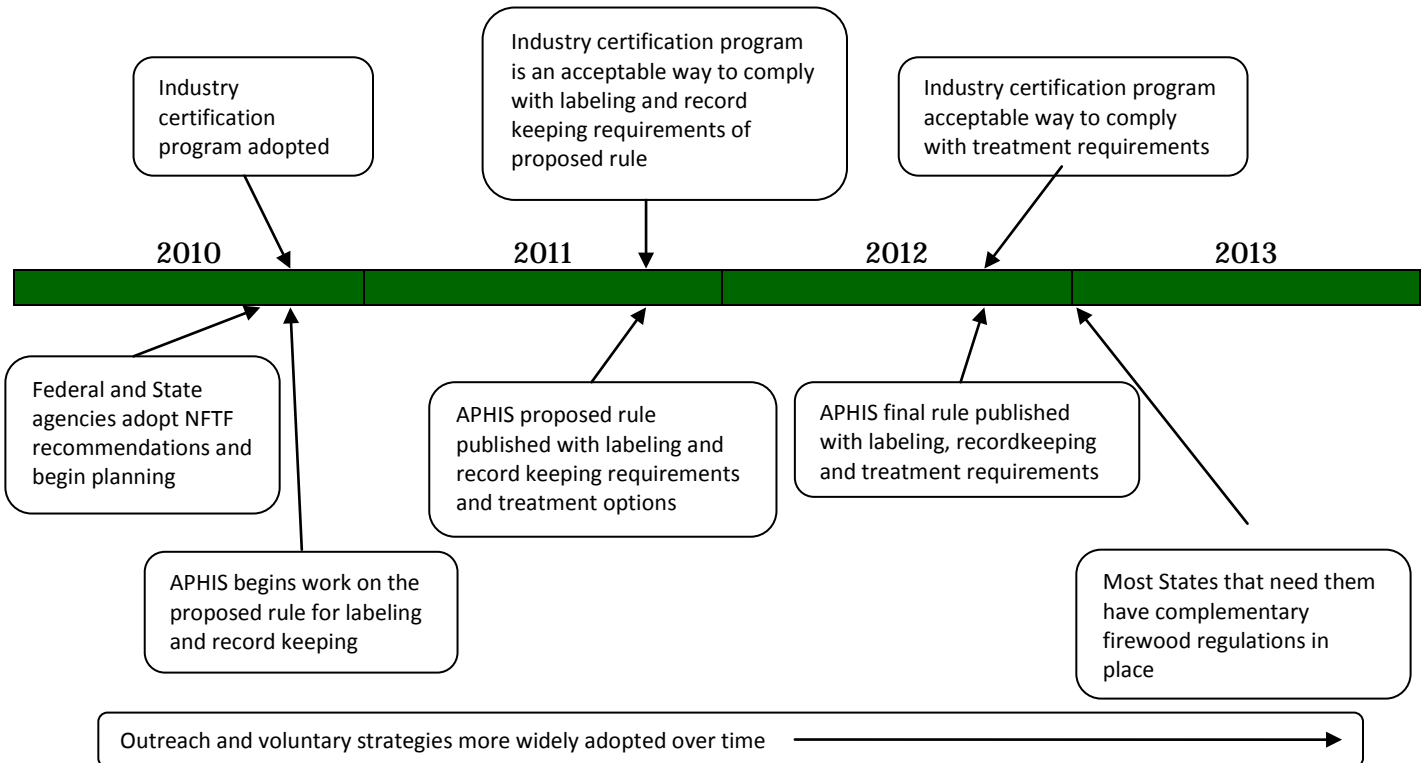 Industry
certification
program adopted
Industry certification program
is an acceptable way to comply
with labeling and record
keeping requirements of
proposed rule
Industry certification program
acceptable way to comply
with treatment requirements
2010
2011
2012
2013
Federal and State
agencies adopt NFTF
recommendations and
begin planning
APHIS begins work on the
proposed rule for labeling
and record keeping
APHIS proposed rule
published with labeling and
record keeping requirements
and treatment options
APHIS final rule published
with labeling, recordkeeping
and treatment requirements
Most States that need them
have complementary
firewood regulations in
place
Outreach and voluntary strategies more widely adopted over time